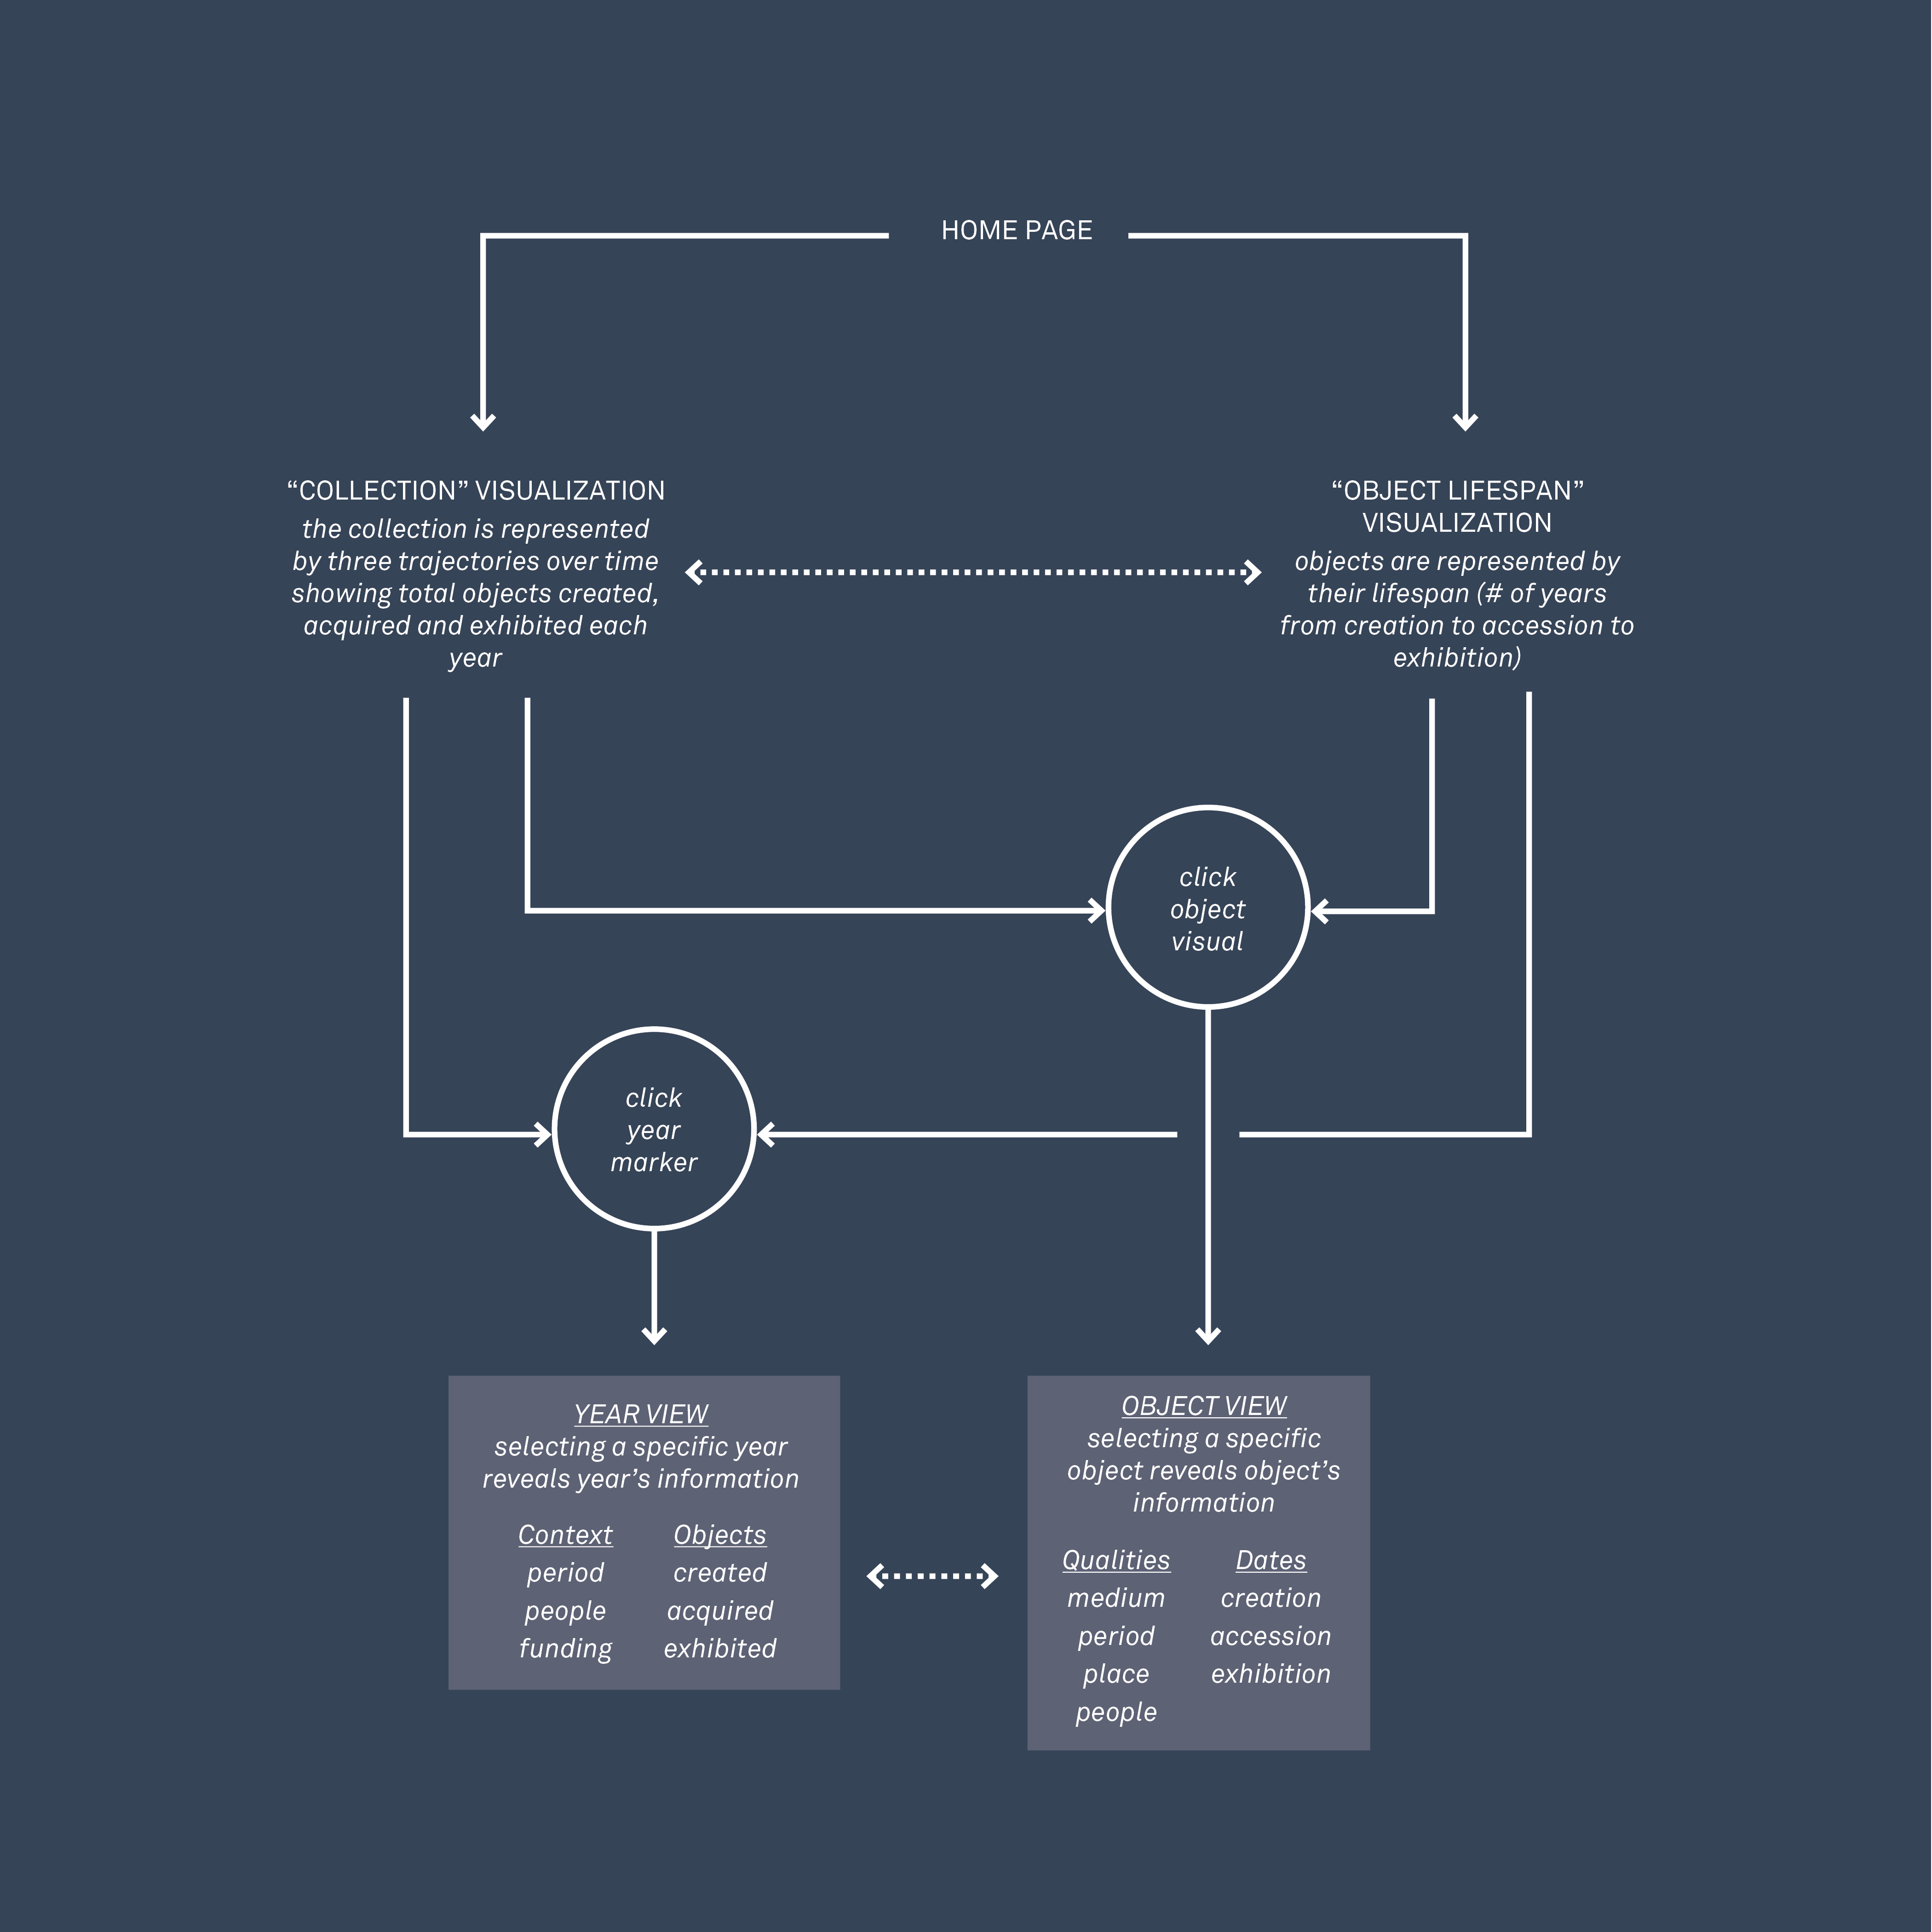 HOME PAGE
“COLLECTION” VISUALIZATION
the collection is represented
by three trajectories over time
showing total objects created,
acquired and exhibited each
year
“OBJECT LIFESPAN”
VISUALIZATION
objects are represented by
their lifespan (# of years
from creation to accession to
exhibition)
click
object
visual
click
year
marker
YEAR VIEW
selecting a specific year
reveals year’s information
Context
period
people
funding
Objects
created
acquired
exhibited
OBJECT VIEW
selecting a specific
object reveals object’s
information
Qualities
medium
period
place
people
Dates
creation
accession
exhibition